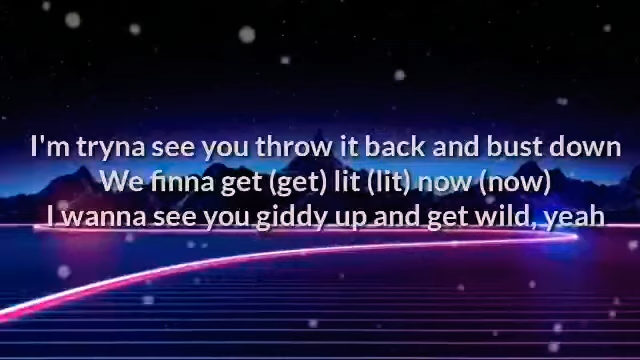 I'm tryna see you throw it back and bust down
We finna get (get) lit (lit) now (now)
I wanna see you giddy up and get wild, yeah